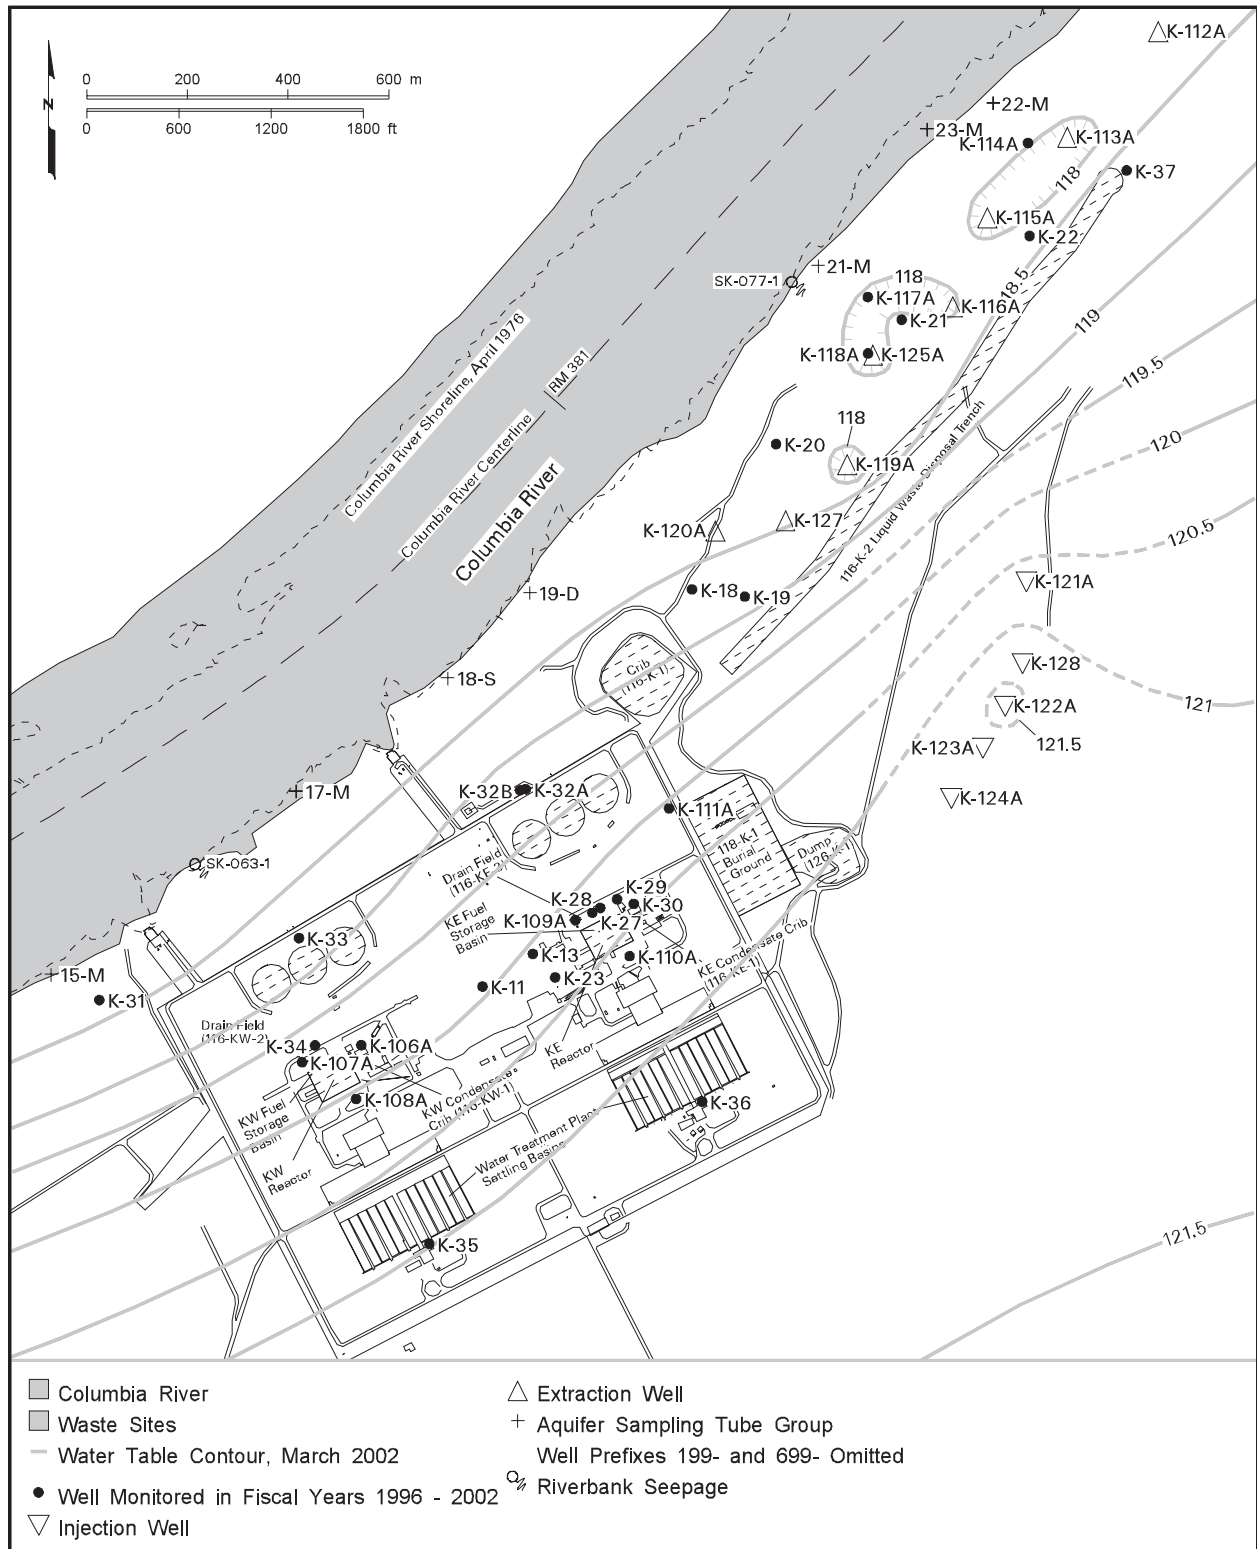 K-112A
0 200 400 600 m
N
0 600 1200 1800 ft
22-M
23-M
K-114A
K-113A
118
K-37
K-115A
K-22
21-M
SK-077-1
118
18.5
K-117A
K-116A
K-21
119
K-118A
K-125A
119.5
Columbia River Shoreline, April 1976
RM 381
Columbia River Centerline
Columbia River
118
K-20
120
K-119A
116-K-2 Liquid Waste Disposal Trench
K-120A
K-127
120.5
K-121A
19-D
K-18
K-19
Crib
(116-K-1)
K-128
18-S
K-122A
121
K-123A
121.5
17-M
K-32B
K-32A
K-124A
K-111A
118-K-1
Burial
Ground
Dump
(126-K-1)
SK-063-1
Drain Field
(116-KE-2)
K-29
K-28
K-30
K-109A
K-27
KE Fuel
Storage
Basin
K-33
K-13
K-110A
KE Condensate Crib
(116-KE-1)
15-M
K-31
K-11
K-23
Drain Field
(116-KW-2)
K-34
K-106A
K-107A
KE
Reactor
K-108A
KW Condensate
Crib (116-KW-1)
K-36
KW Fuel
Storage
Basin
KW
Reactor
Water Treatment Plant
Settling Basins
K-35
121.5
Columbia River
Waste Sites
Water Table Contour, March 2002
Well Monitored in Fiscal Years 1996 - 2002
Injection Well
Extraction Well
Aquifer Sampling Tube Group
Well Prefixes 199- and 699- Omitted
Riverbank Seepage